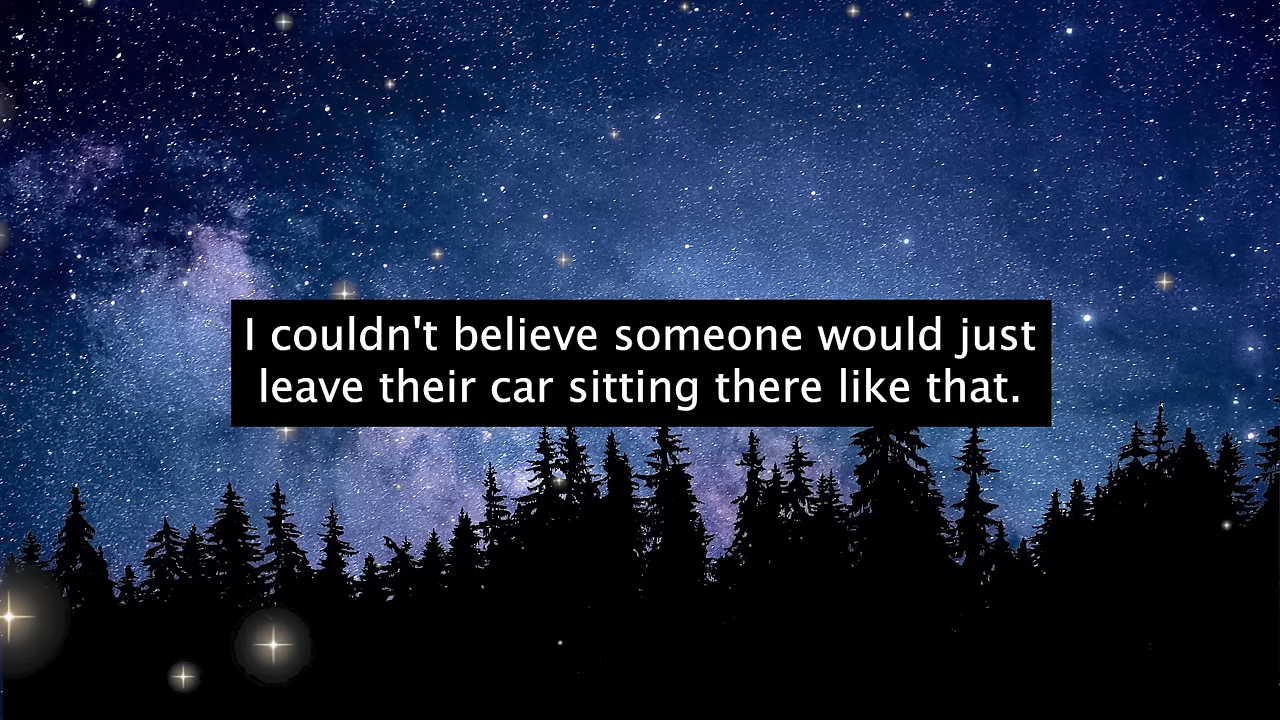 I couldn't believe someone would just
leave their car sitting there like that.